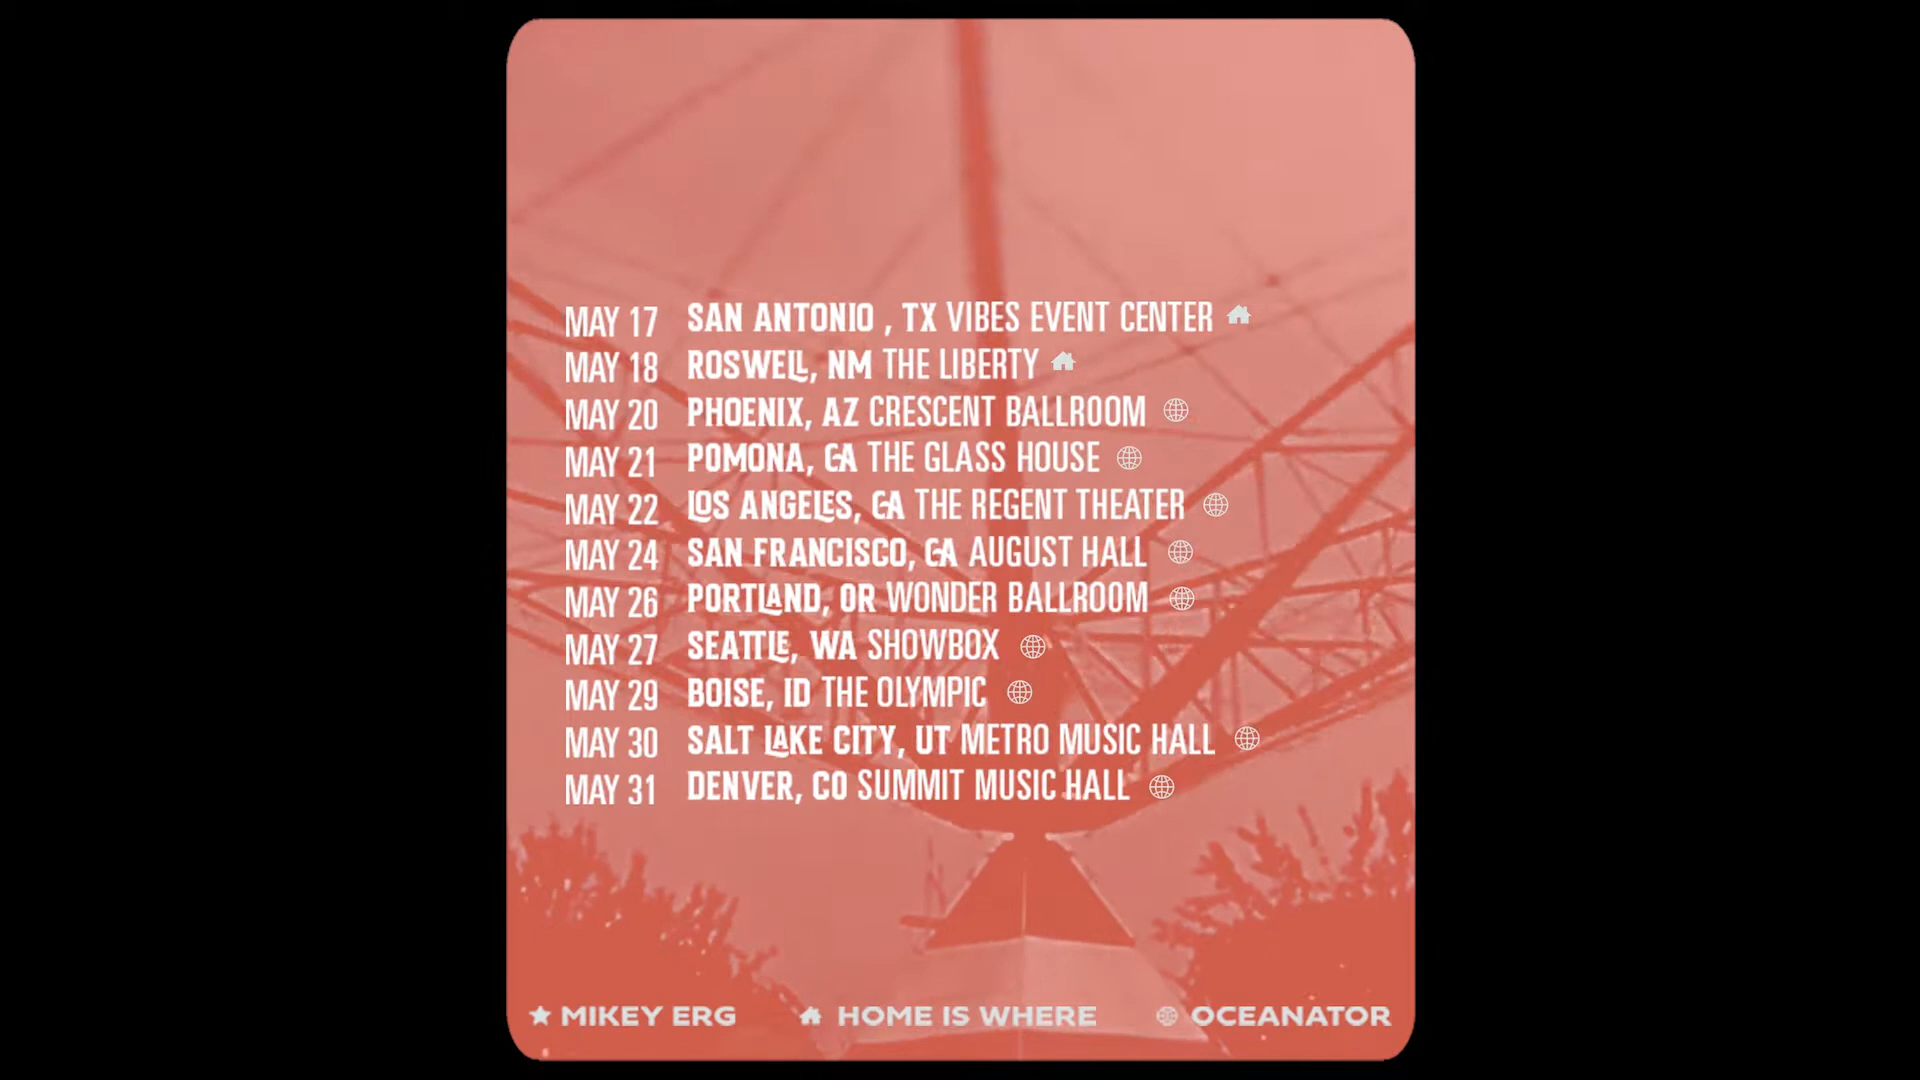 MAY 17 SAN ANTONIO , TX VIBES EVENT CENTER
MAY 18 ROSWELL, NM THE LIBERTY
MAY 20 PHOENIX, AZ CRESCENT BALLROOM
MAY 21 POMONA, CA THE GLASS HOUSE
MAY 22 LOS ANGELES, CA THE REGENT THEATER
MAY 24 SAN FRANCISCO, CA AUGUST HALL
MAY 26 PORTLAND, OR WONDER BALLROOM
MAY 27 SEATTLE, WA SHOWBOX
MAY 29 BOISE, ID THE OLYMPIC
MAY 30 SALT LAKE CITY, UT METRO MUSIC HALL
MAY 31 DENVER, CO SUMMIT MUSIC HALL
MIKEY ERG HOME IS WHERE OCEANATOR